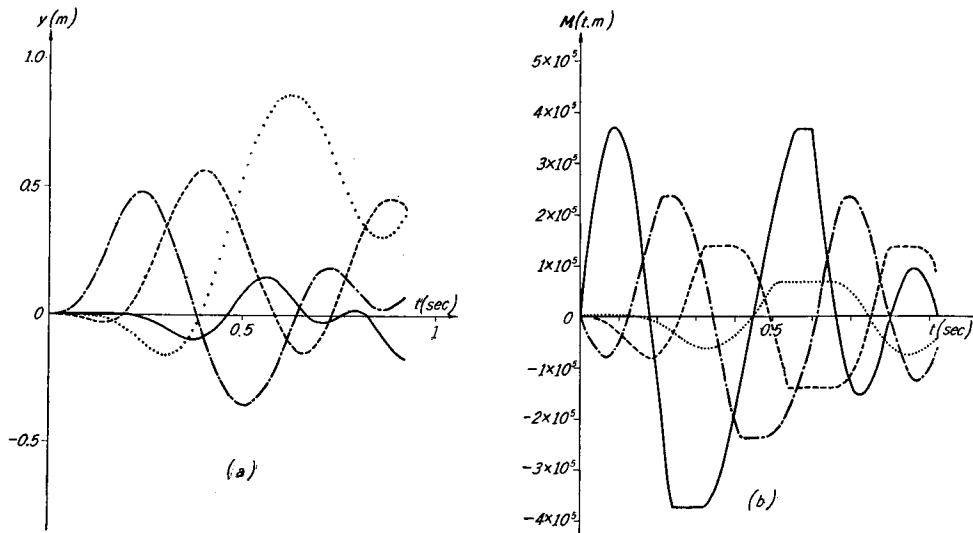 y(m)
1.0
0.5
0
-0.5
0.5
t(sec)
1
(a)
M(t.m)
5×10⁵
4×10⁵
3×10⁵
2×10⁵
1×10⁵
0
-1×10⁵
-2×10⁵
-3×10⁵
-4×10⁵
0.5
t(sec)
(b)